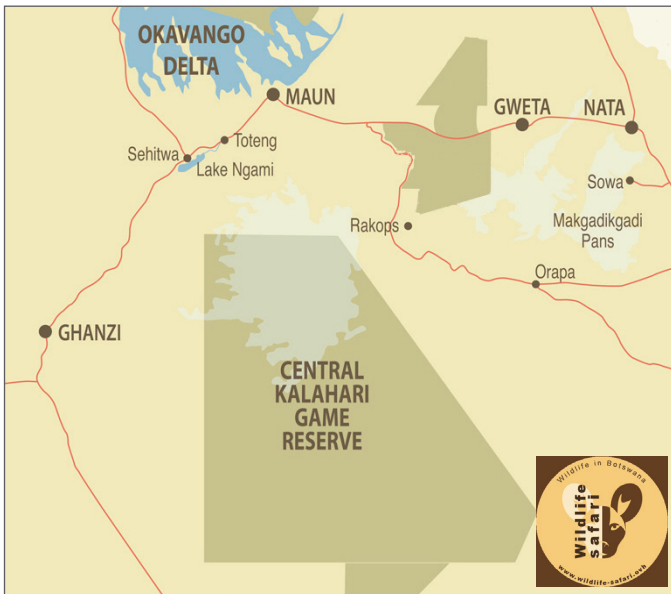 OKAVANGO
DELTA
MAUN
GWETA
NATA
Toteng
Sehitwa
Lake Ngami
Sowa
Rakops
Makgadikgadi
Pans
Orapa
GHANZI
CENTRAL
KALAHARI
GAME
RESERVE
Wildlife in Botswana
Wildlife
safari
www.wildlife-safari.ovh